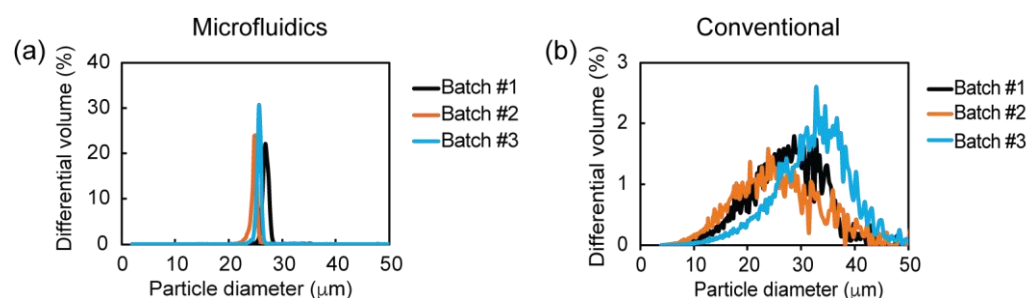 Microfluidics
(a)
Differential volume (%)
40
30
20
10
0
0 10 20 30 40 50
Particle diameter (μm)
Batch #1
Batch #2
Batch #3
Conventional
(b)
Differential volume (%)
3
2
1
0
0 10 20 30 40 50
Particle diameter (μm)
Batch #1
Batch #2
Batch #3